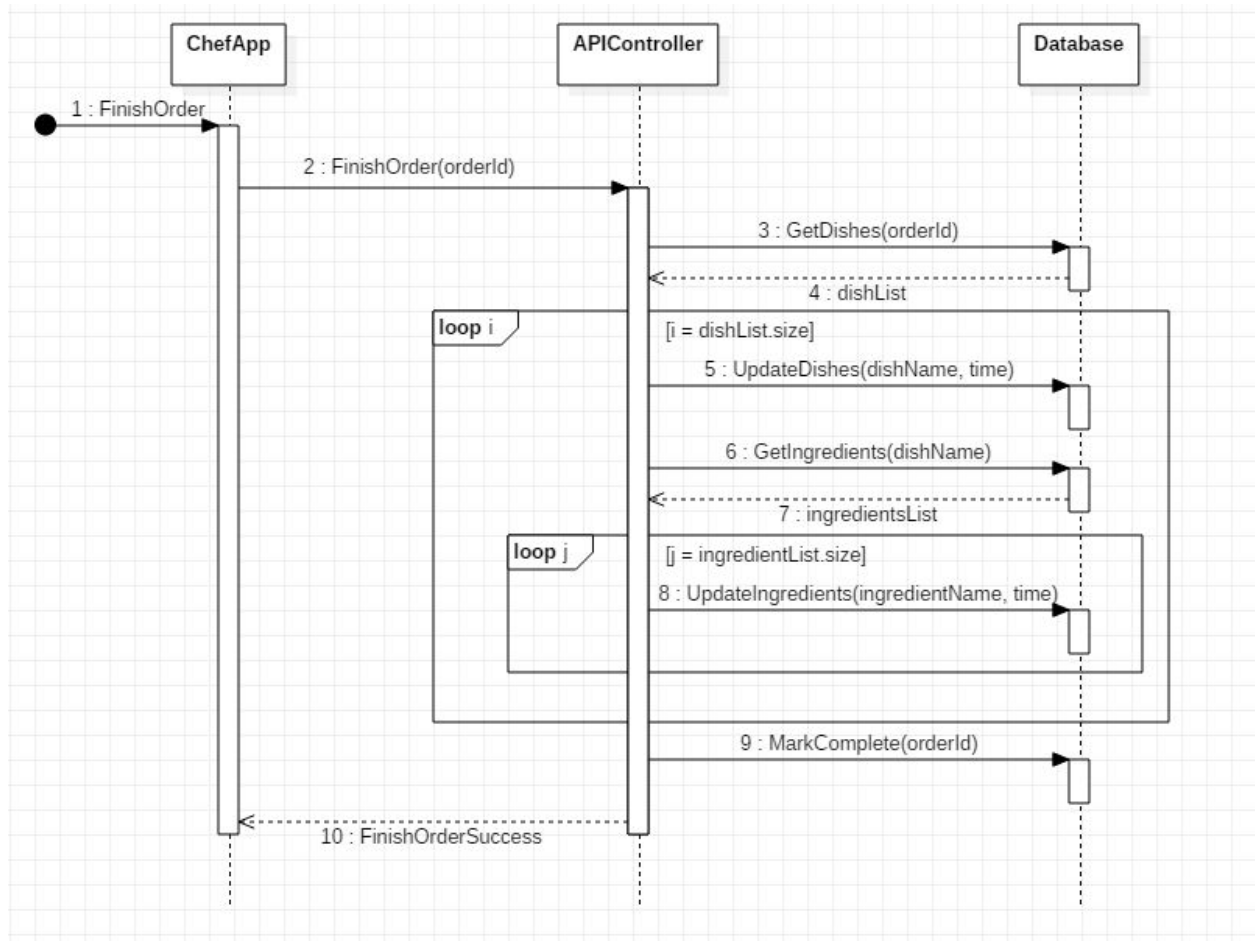 ChefApp
APIController
Database
1 : FinishOrder
2 : FinishOrder(orderId)
3 : GetDishes(orderId)
4 : dishList
loop i
[i = dishList.size]
5 : UpdateDishes(dishName, time)
6 : GetIngredients(dishName)
7 : ingredientsList
loop j
[j = ingredientList.size]
8 : UpdateIngredients(ingredientName, time)
9 : MarkComplete(orderId)
10 : FinishOrderSuccess